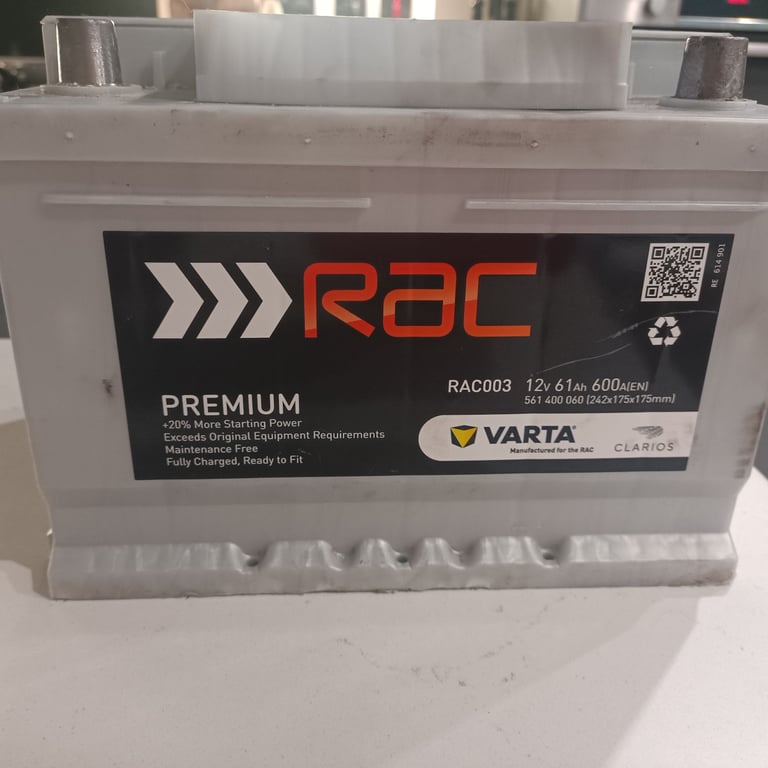 RAC
RE 614 901
RAC003 12V 61Ah 600A(EN)
561 400 060 (242x175x175mm)
PREMIUM
+20% More Starting Power
Exceeds Original Equipment Requirements
Maintenance Free
Fully Charged, Ready to Fit
VARTA
Manufactured for the RAC
CLARIOS